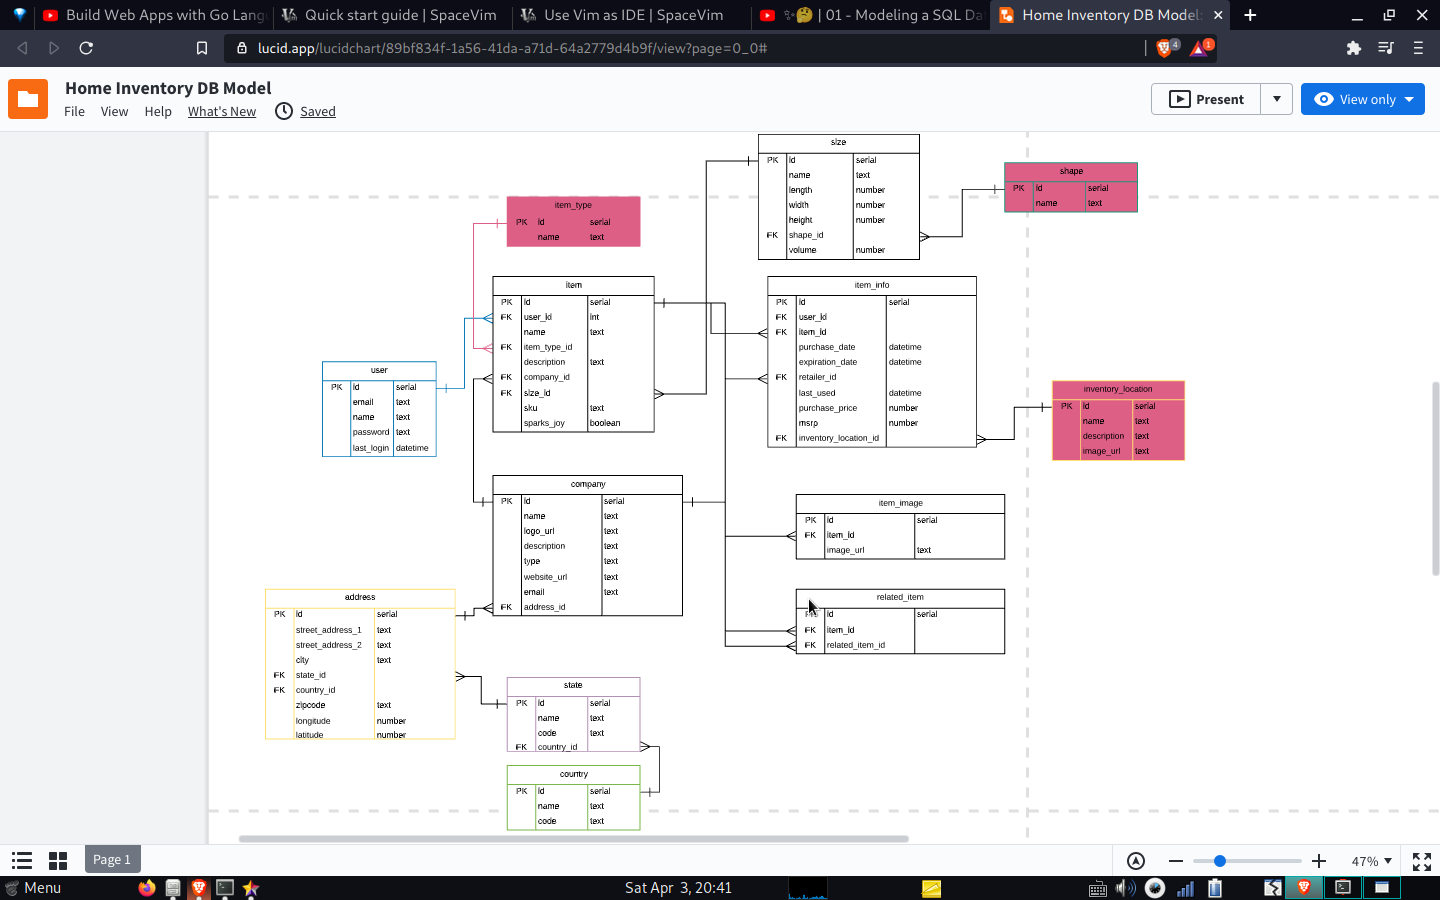 Build Web Apps with Go Lang
Quick start guide | SpaceVim
Use Vim as IDE | SpaceVim
| 01 - Modeling a SQL Da
Home Inventory DB Model:
lucid.app/lucidchart/89bf834f-1a56-41da-a71d-64a2779d4b9f/view?page=0_0#
4
1
Home Inventory DB Model
File View Help What's New Saved
Present
View only
size
PK id serial
name text
length number
width number
height number
FK shape_id
volume number
shape
PK id serial
name text
item_type
PK id serial
name text
item
PK id serial
FK user_id int
name text
FK item_type_id
description text
FK company_id
FK size_id
sku text
sparks_joy boolean
item_info
PK id serial
FK user_id
FK item_id
purchase_date datetime
expiration_date datetime
FK retailer_id
last_used datetime
purchase_price number
msrp number
FK inventory_location_id
user
PK id serial
email text
name text
password text
last_login datetime
inventory_location
PK id serial
name text
description text
image_url text
company
PK id serial
name text
logo_url text
description text
type text
website_url text
email text
FK address_id
item_image
PK id serial
FK item_id
image_url text
address
PK id serial
street_address_1 text
street_address_2 text
city text
FK state_id
FK country_id
zipcode text
longitude number
latitude number
related_item
id serial
FK item_id
FK related_item_id
state
PK id serial
name text
code text
FK country_id
country
PK id serial
name text
code text
Page 1
47%
Menu
Sat Apr 3, 20:41